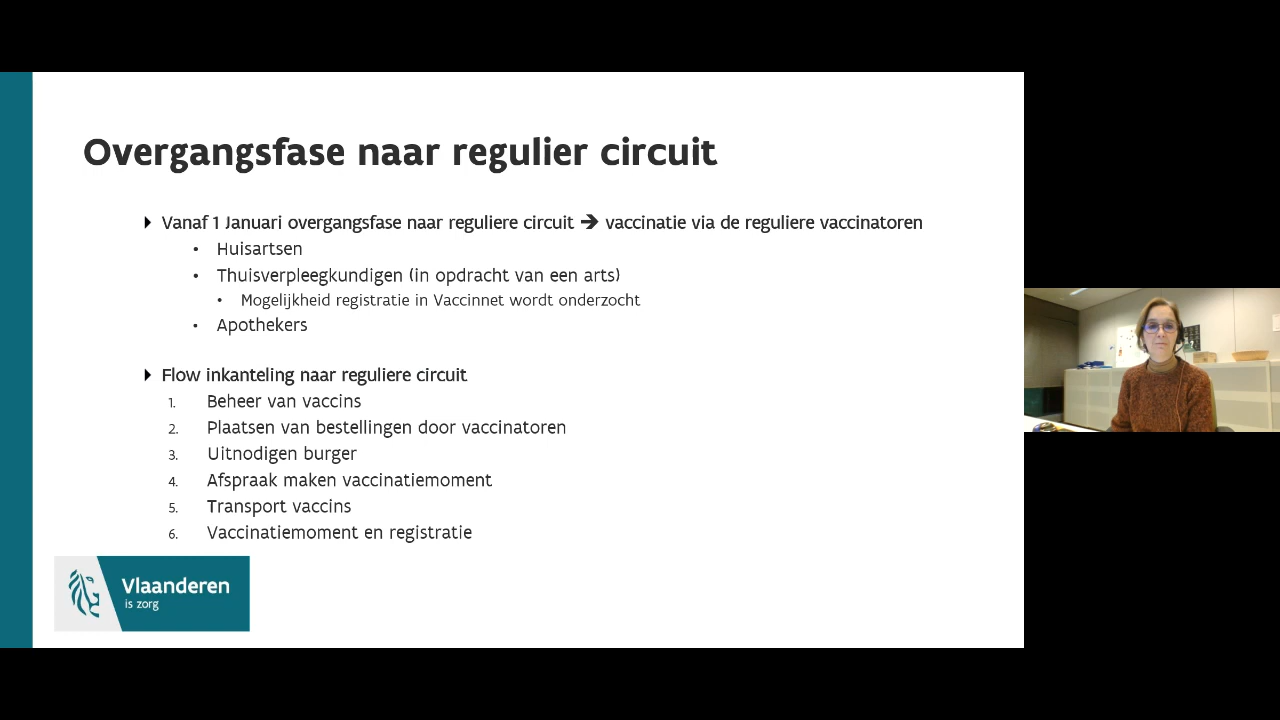 Overgangsfase naar regulier circuit
Vanaf 1 Januari overgangsfase naar reguliere circuit → vaccinatie via de reguliere vaccinatoren
• Huisartsen
• Thuisverpleegkundigen (in opdracht van een arts)
• Mogelijkheid registratie in Vaccinnet wordt onderzocht
• Apothekers
Flow inkanteling naar reguliere circuit
1. Beheer van vaccins
2. Plaatsen van bestellingen door vaccinatoren
3. Uitnodigen burger
4. Afspraak maken vaccinatiemoment
5. Transport vaccins
6. Vaccinatiemoment en registratie
Vlaanderen
is zorg